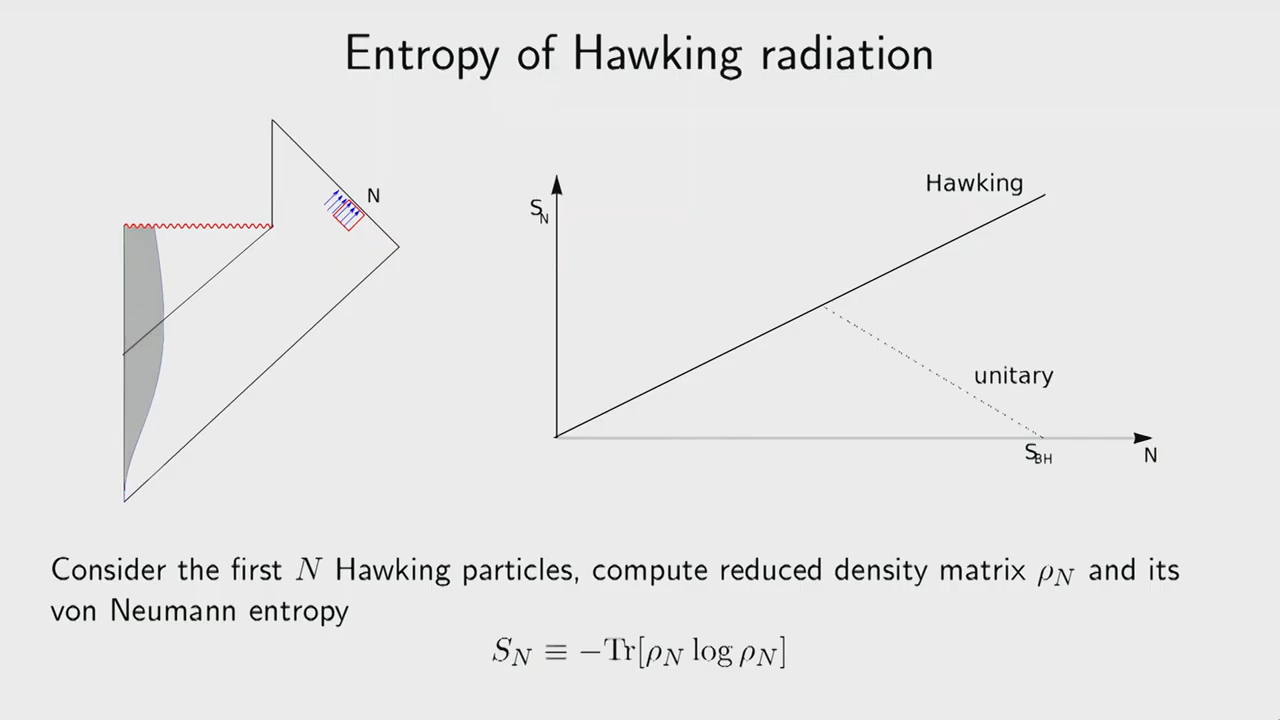 Entropy of Hawking radiation
N
Hawking
S_N
unitary
S_BH
N
Consider the first N Hawking particles, compute reduced density matrix ρ_N and its
von Neumann entropy
S_N ≡ −Tr[ρ_N log ρ_N]